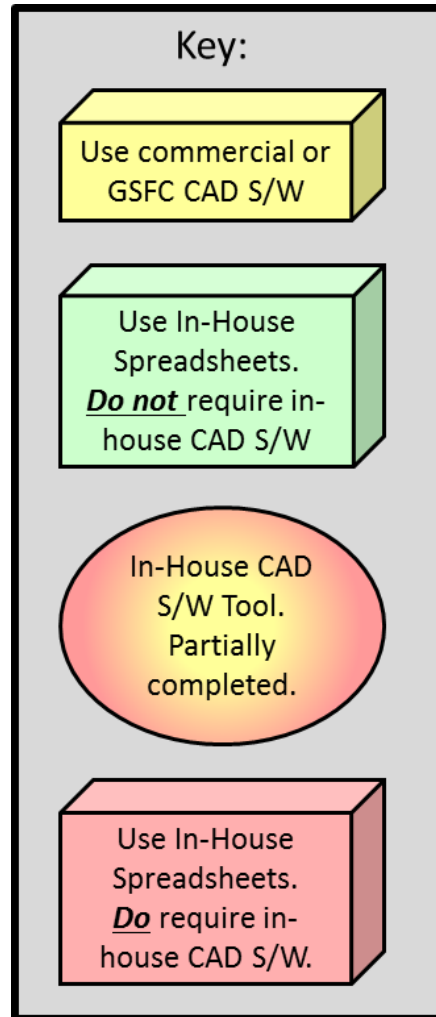 Key:
Use commercial or
GSFC CAD S/W
Use In-House
Spreadsheets.
Do not require in-
house CAD S/W
In-House CAD
S/W Tool.
Partially
completed.
Use In-House
Spreadsheets.
Do require in-
house CAD S/W.